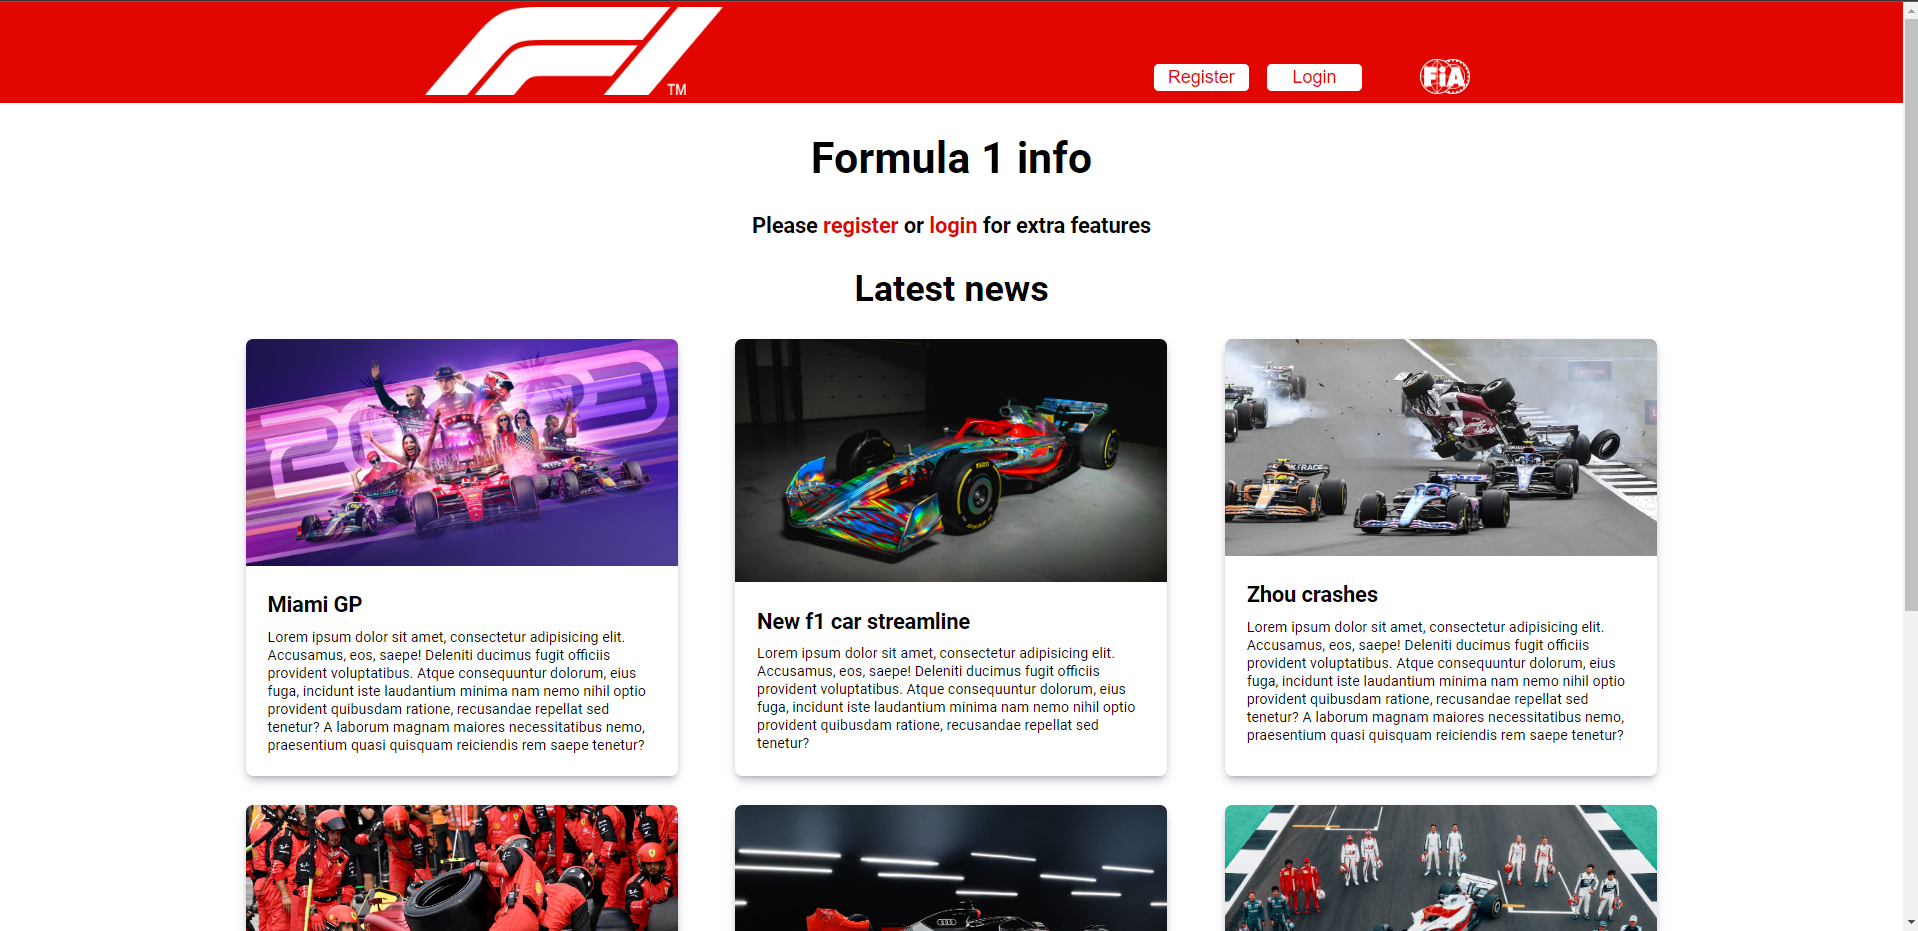 F1
TM
Register
Login
FiA
Formula 1 info
Please register or login for extra features
Latest news
2023
LENOVO
Miami GP
Lorem ipsum dolor sit amet, consectetur adipisicing elit.
Accusamus, eos, saepe! Deleniti ducimus fugit officiis
provident voluptatibus. Atque consequuntur dolorum, eius
fuga, incidunt iste laudantium minima nam nemo nihil optio
provident quibusdam ratione, recusandae repellat sed
tenetur? A laborum magnam maiores necessitatibus nemo,
praesentium quasi quisquam reiciendis rem saepe tenetur?
New f1 car streamline
Lorem ipsum dolor sit amet, consectetur adipisicing elit.
Accusamus, eos, saepe! Deleniti ducimus fugit officiis
provident voluptatibus. Atque consequuntur dolorum, eius
fuga, incidunt iste laudantium minima nam nemo nihil optio
provident quibusdam ratione, recusandae repellat sed
tenetur?
Zhou crashes
Lorem ipsum dolor sit amet, consectetur adipisicing elit.
Accusamus, eos, saepe! Deleniti ducimus fugit officiis
provident voluptatibus. Atque consequuntur dolorum, eius
fuga, incidunt iste laudantium minima nam nemo nihil optio
provident quibusdam ratione, recusandae repellat sed
tenetur? A laborum magnam maiores necessitatibus nemo,
praesentium quasi quisquam reiciendis rem saepe tenetur?